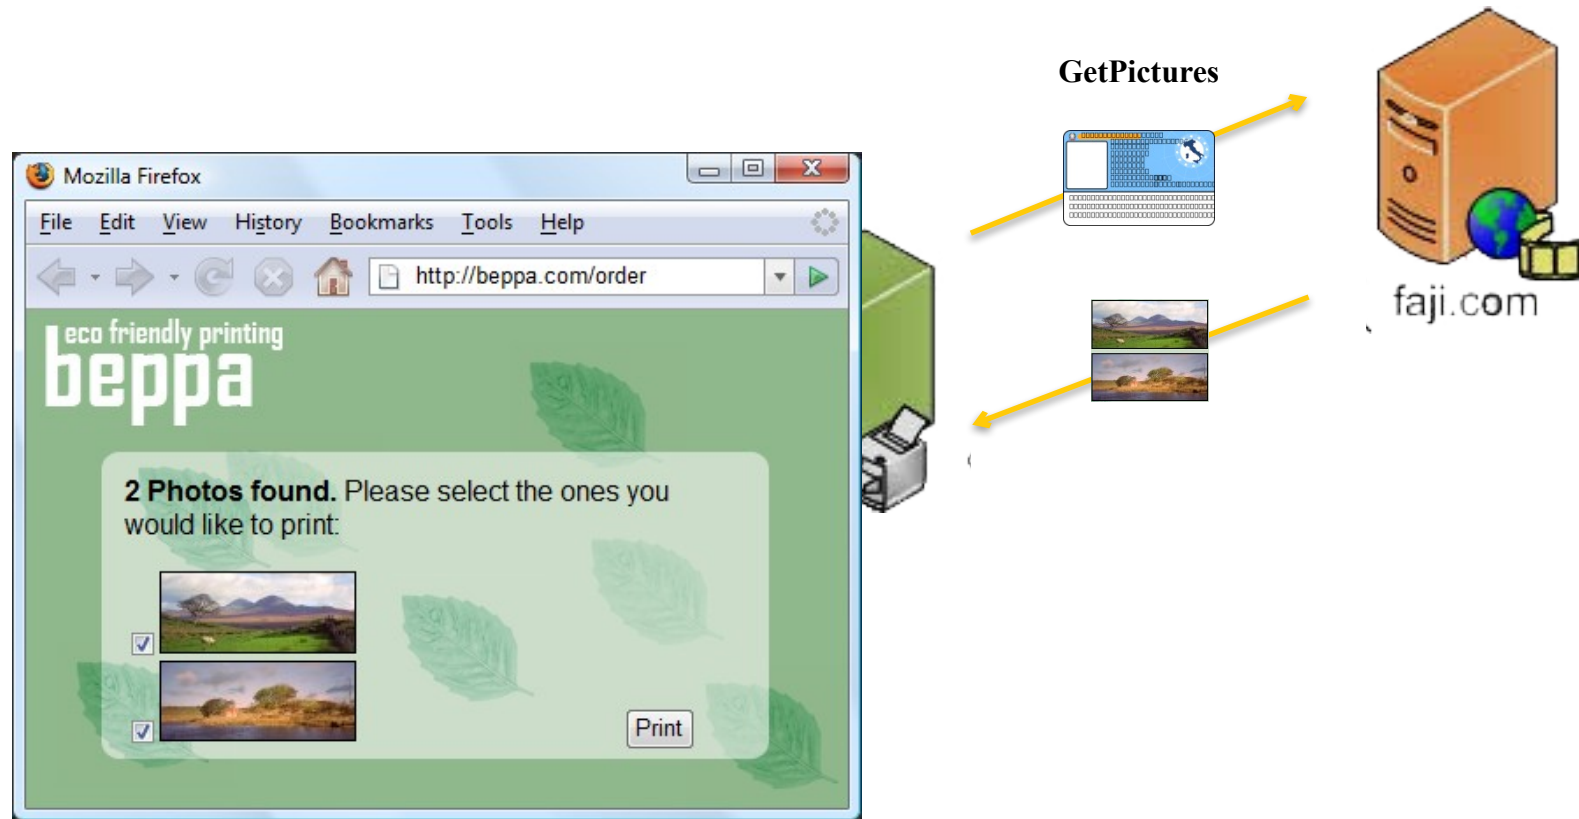 GetPictures
Mozilla Firefox
File Edit View History Bookmarks Tools Help
http://beppa.com/order
eco friendly printing
beppa
2 Photos found. Please select the ones you
would like to print:
Print
faji.com